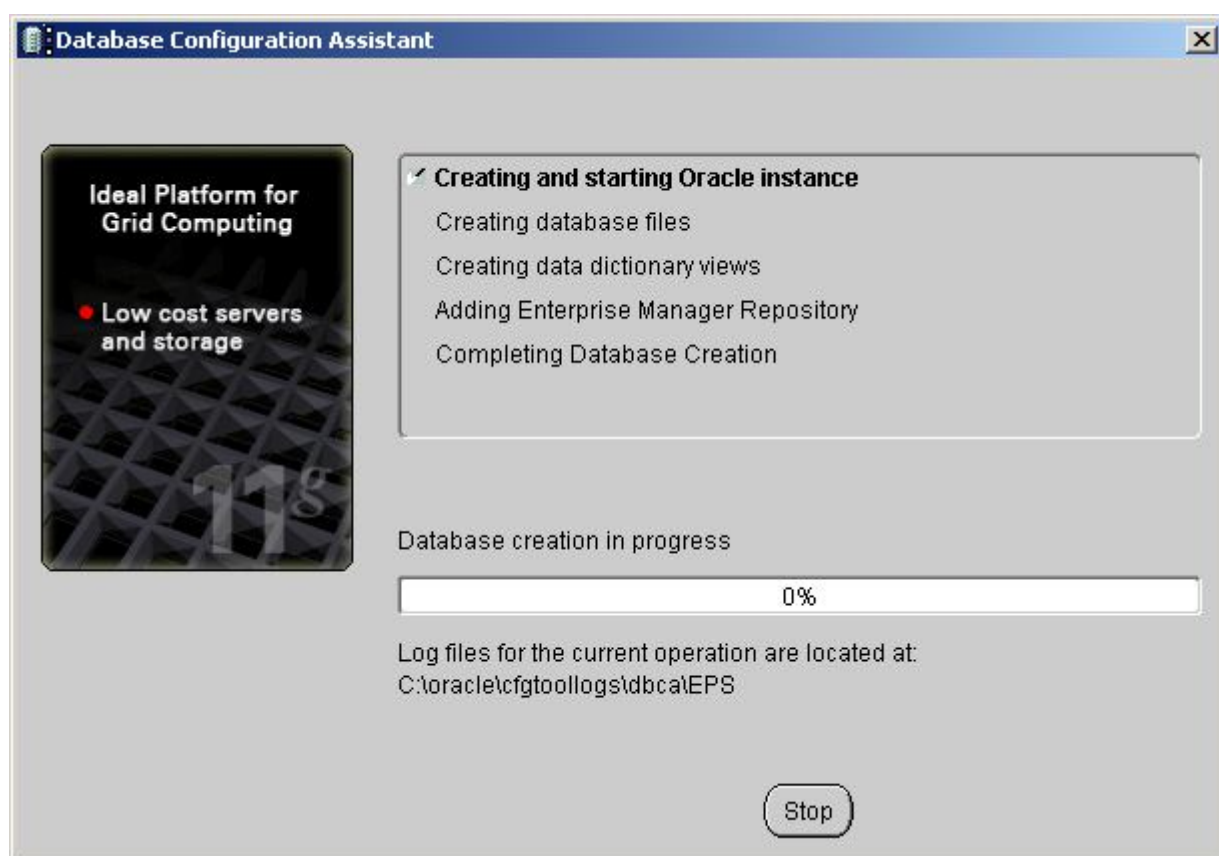 Database Configuration Assistant
Ideal Platform for
Grid Computing
Low cost servers
and storage
11g
Creating and starting Oracle instance
Creating database files
Creating data dictionary views
Adding Enterprise Manager Repository
Completing Database Creation
Database creation in progress
0%
Log files for the current operation are located at:
C:\oracle\cfgtoollogs\dbca\EPS
Stop